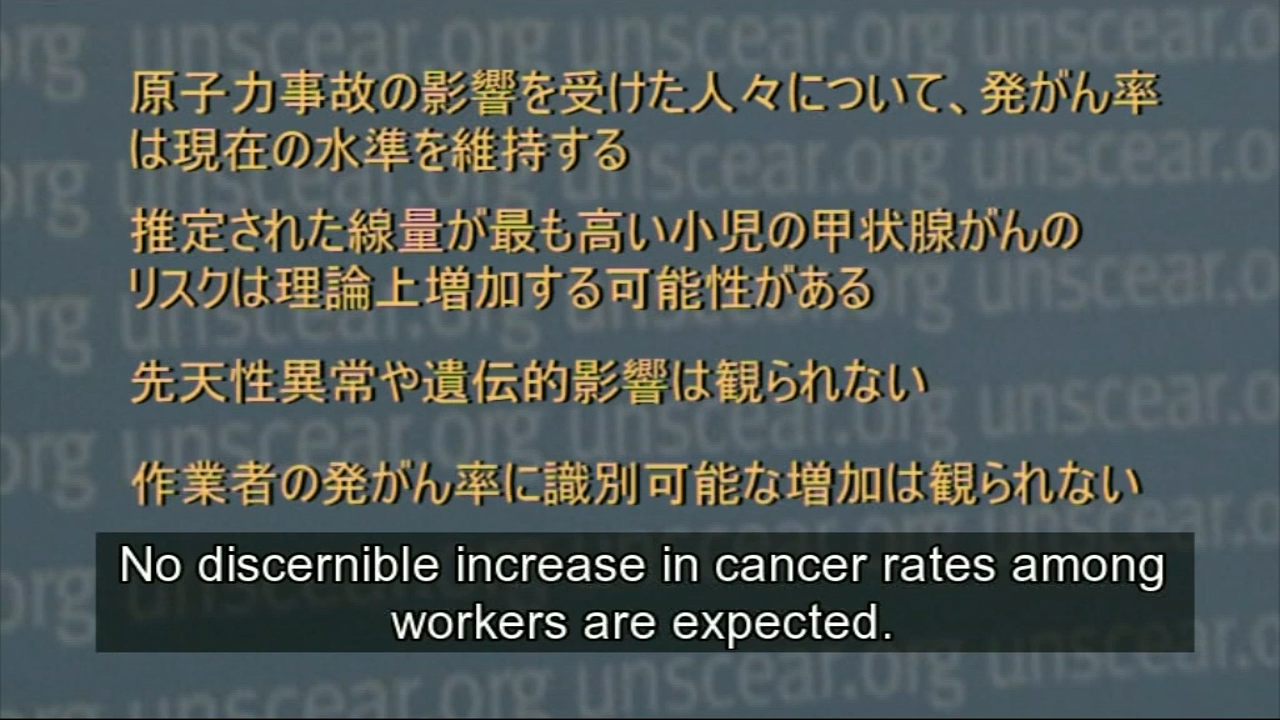 原子力事故の影響を受けた人々について、発がん率
は現在の水準を維持する
推定された線量が最も高い小児の甲状腺がんの
リスクは理論上増加する可能性がある
先天性異常や遺伝的影響は観られない
作業者の発がん率に識別可能な増加は観られない
No discernible increase in cancer rates among
workers are expected.
unscear.org